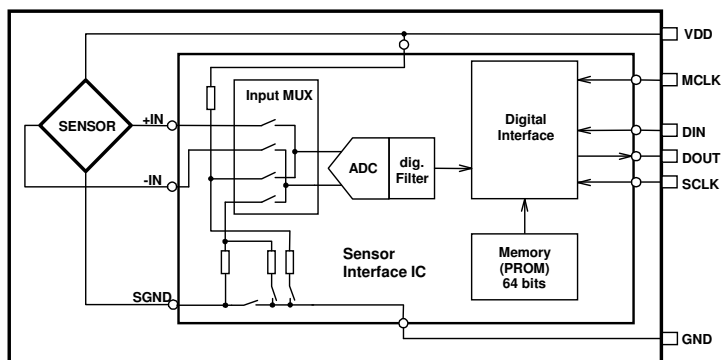 VDD
MCLK
Input MUX
+IN
SENSOR
Digital
Interface
DIN
ADC
dig.
Filter
DOUT
-IN
SCLK
Sensor
Interface IC
Memory
(PROM)
64 bits
SGND
GND